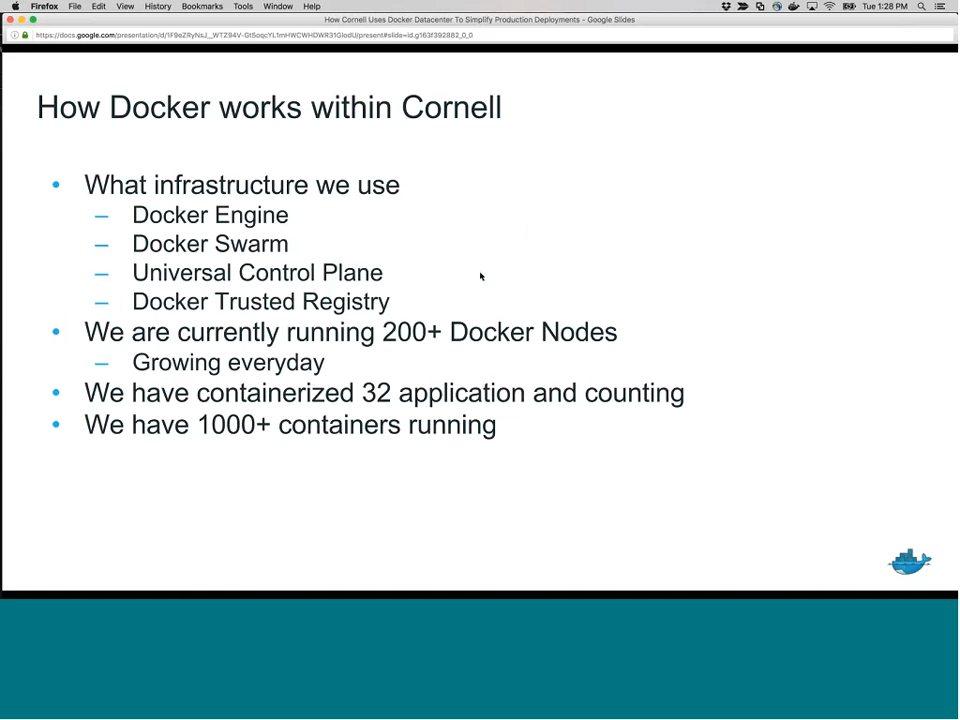 Firefox File Edit View History Bookmarks Tools Window Help Tue 1:28 PM
How Cornell Uses Docker Datacenter To Simplify Production Deployments - Google Slides
How Docker works within Cornell
• What infrastructure we use
– Docker Engine
– Docker Swarm
– Universal Control Plane
– Docker Trusted Registry
• We are currently running 200+ Docker Nodes
– Growing everyday
• We have containerized 32 application and counting
• We have 1000+ containers running